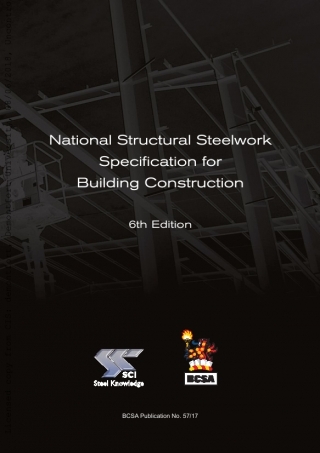 National Structural Steelwork
Specification for
Building Construction
6th Edition
SCI
Steel Knowledge
BCSA
BCSA Publication No. 57/17